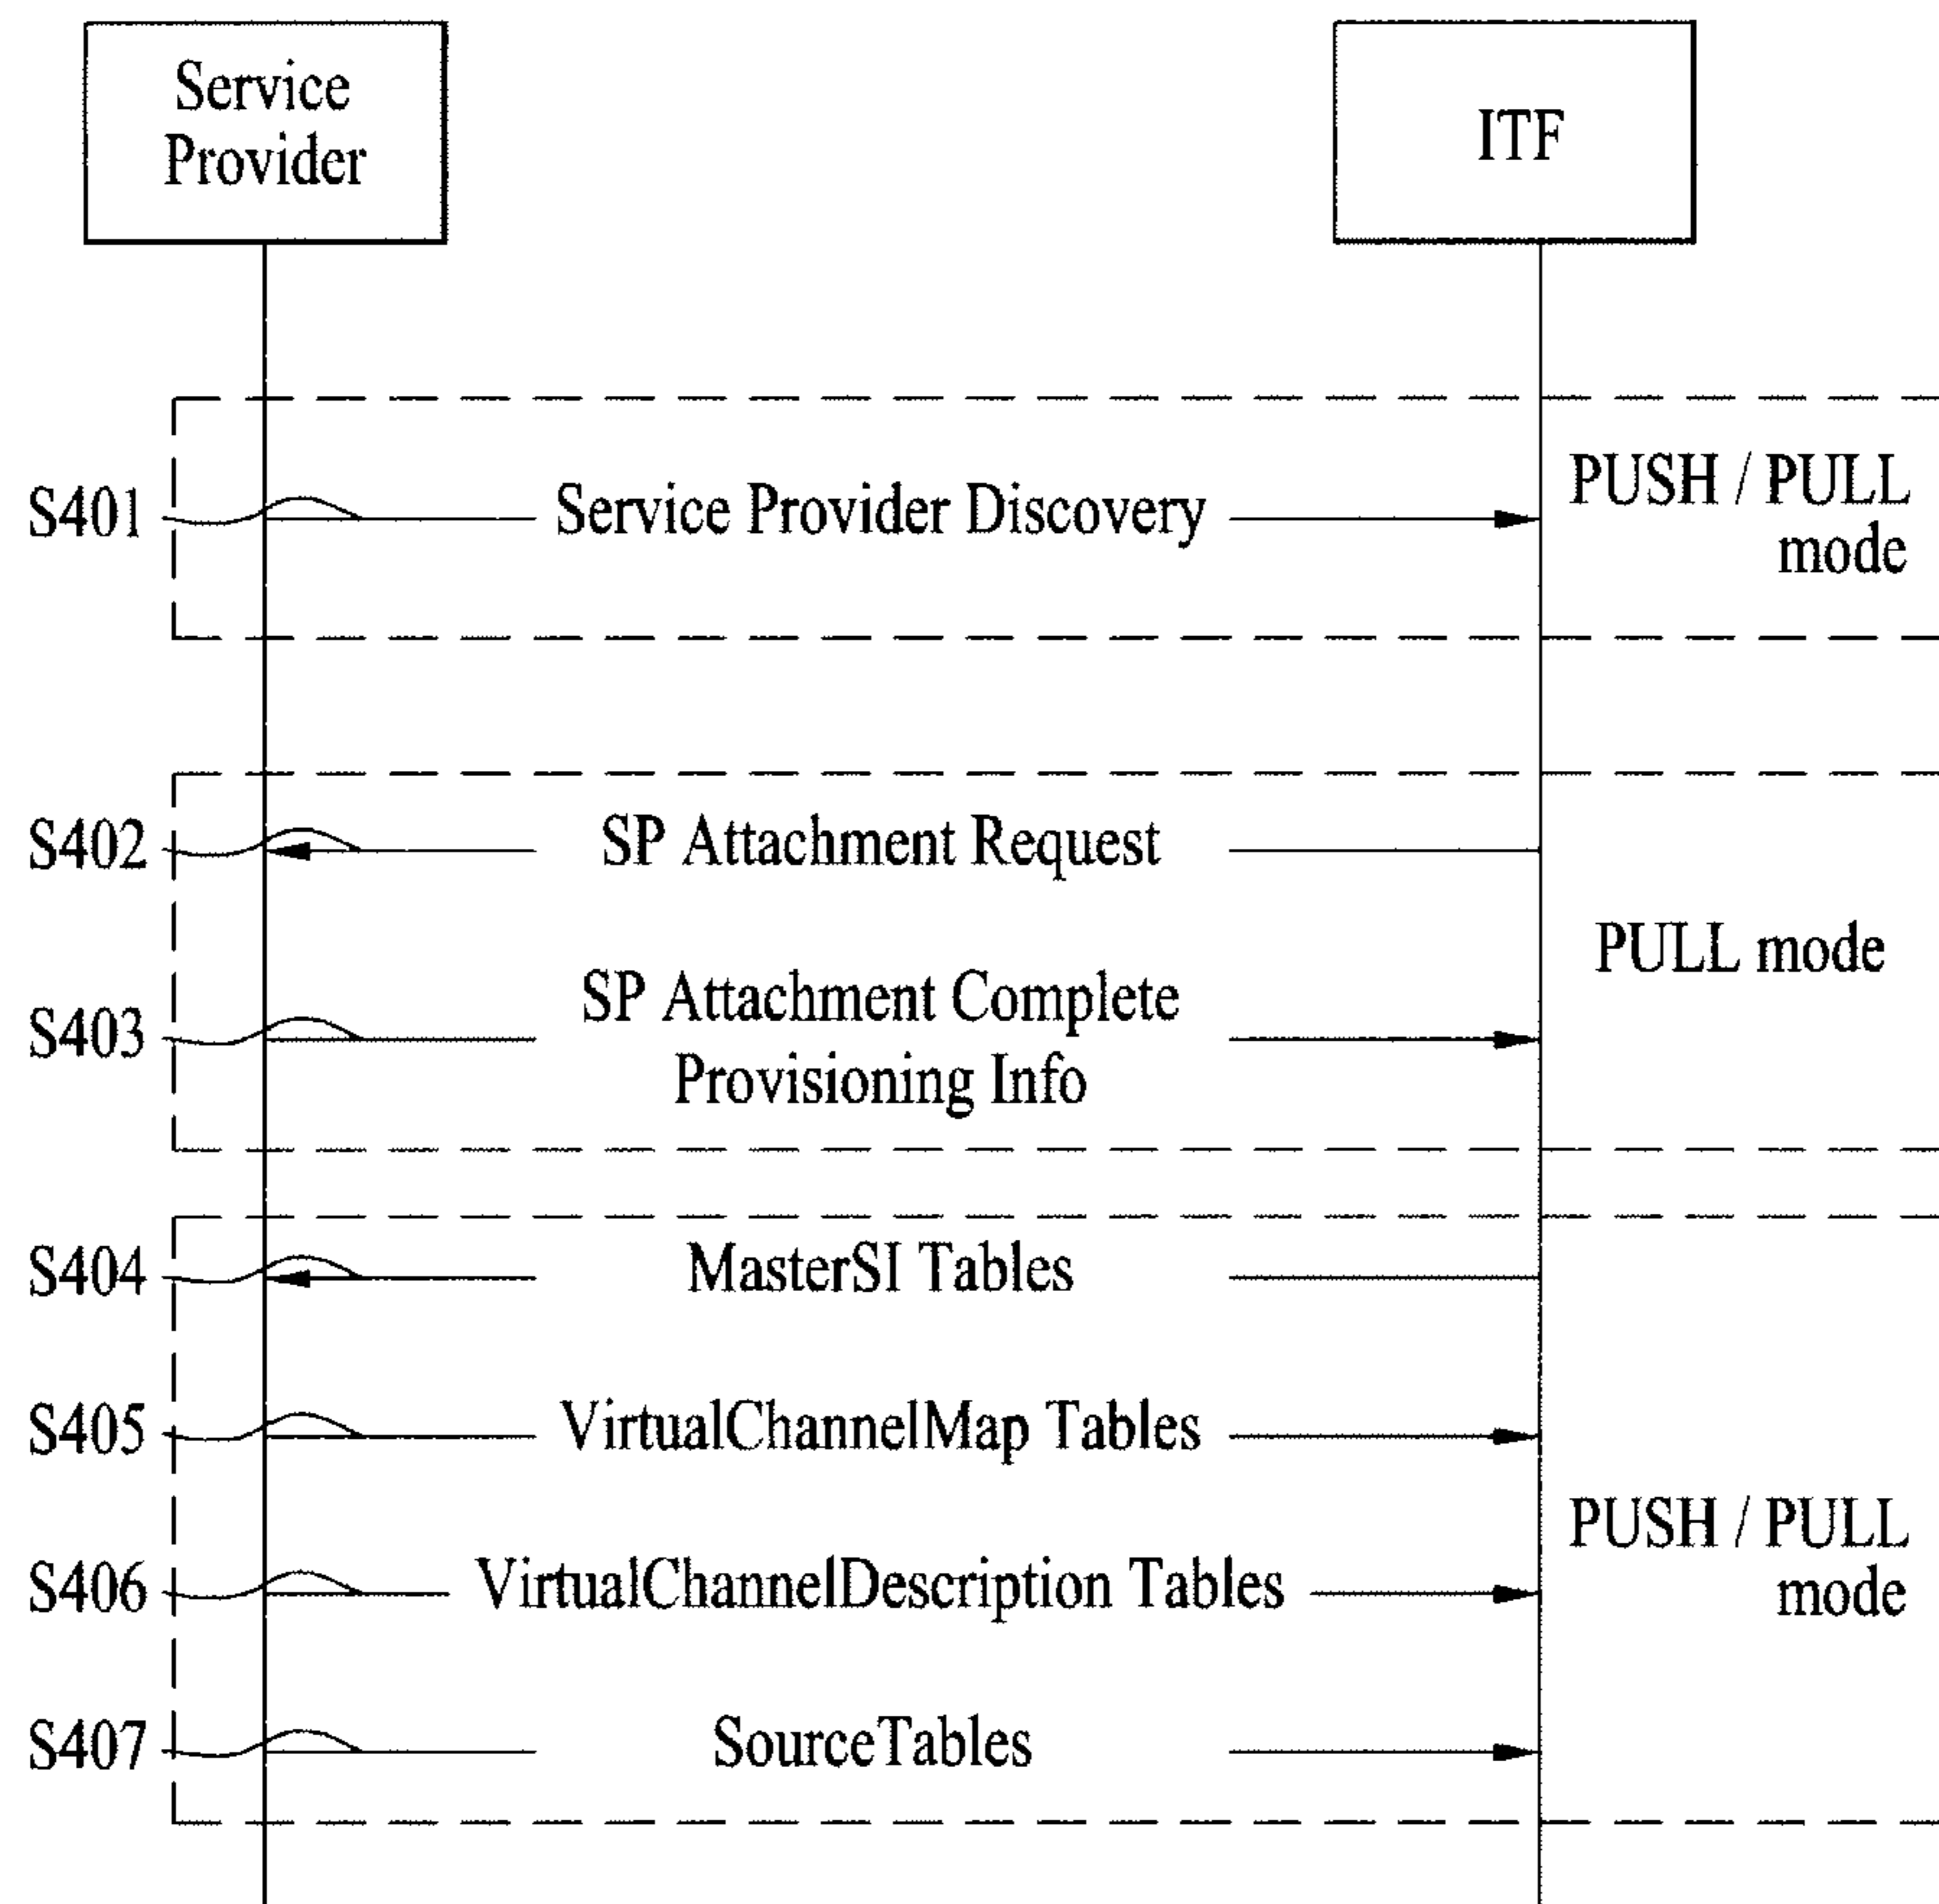 Service
Provider
ITF
S401
Service Provider Discovery
PUSH / PULL
mode
S402
SP Attachment Request
PULL mode
S403
SP Attachment Complete
Provisioning Info
S404
MasterSI Tables
S405
VirtualChannelMap Tables
PUSH / PULL
mode
S406
VirtualChannelDescription Tables
S407
SourceTables